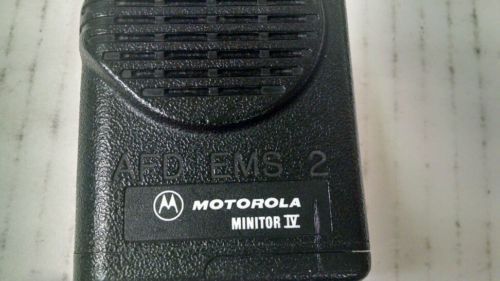 AFD EMS 2
MOTOROLA
MINITOR IV